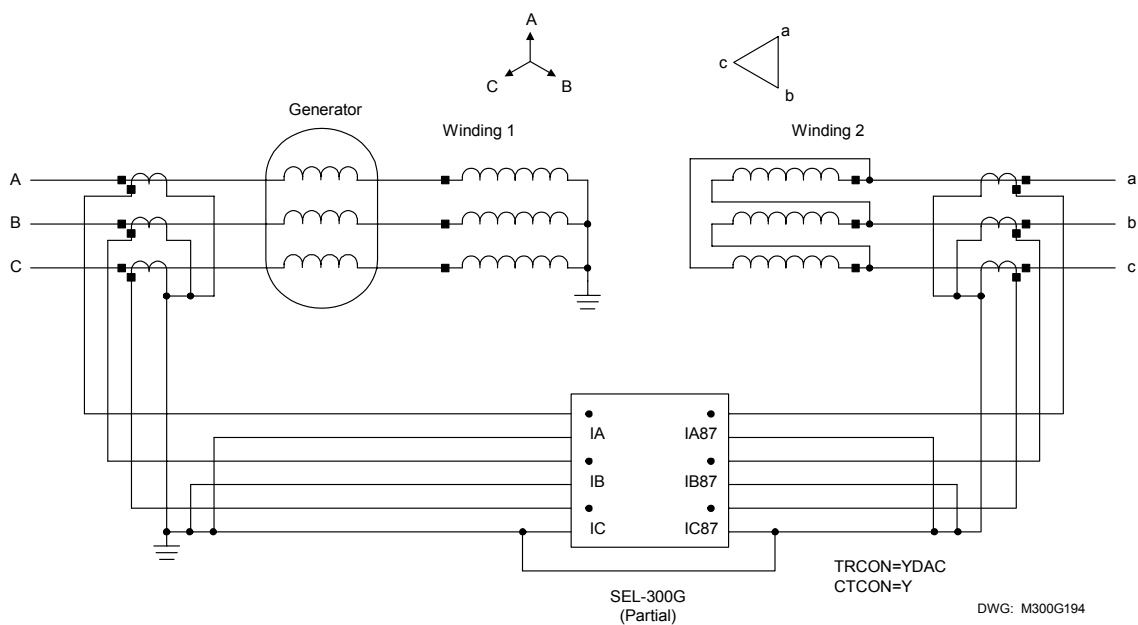 A
a
c
C
B
b
Generator
Winding 1
Winding 2
A
a
B
b
C
c
IA
IA87
IB
IB87
IC
IC87
TRCON=YDAC
CTCON=Y
SEL-300G
(Partial)
DWG: M300G194